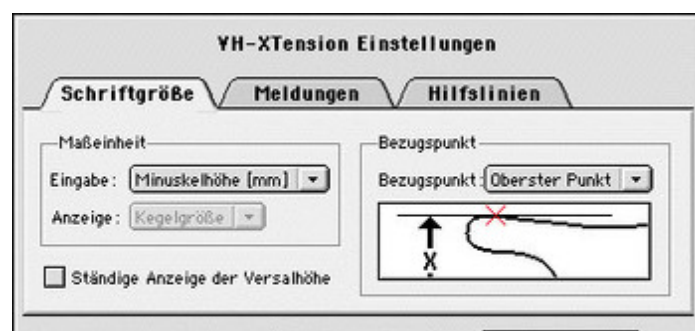 VH-XTension Einstellungen
Schriftgröße
Meldungen
Hilfslinien
Maßeinheit
Eingabe: Minuskelhöhe [mm]
Anzeige: Kegelgröße
Ständige Anzeige der Versalhöhe
Bezugspunkt
Bezugspunkt: Oberster Punkt
X